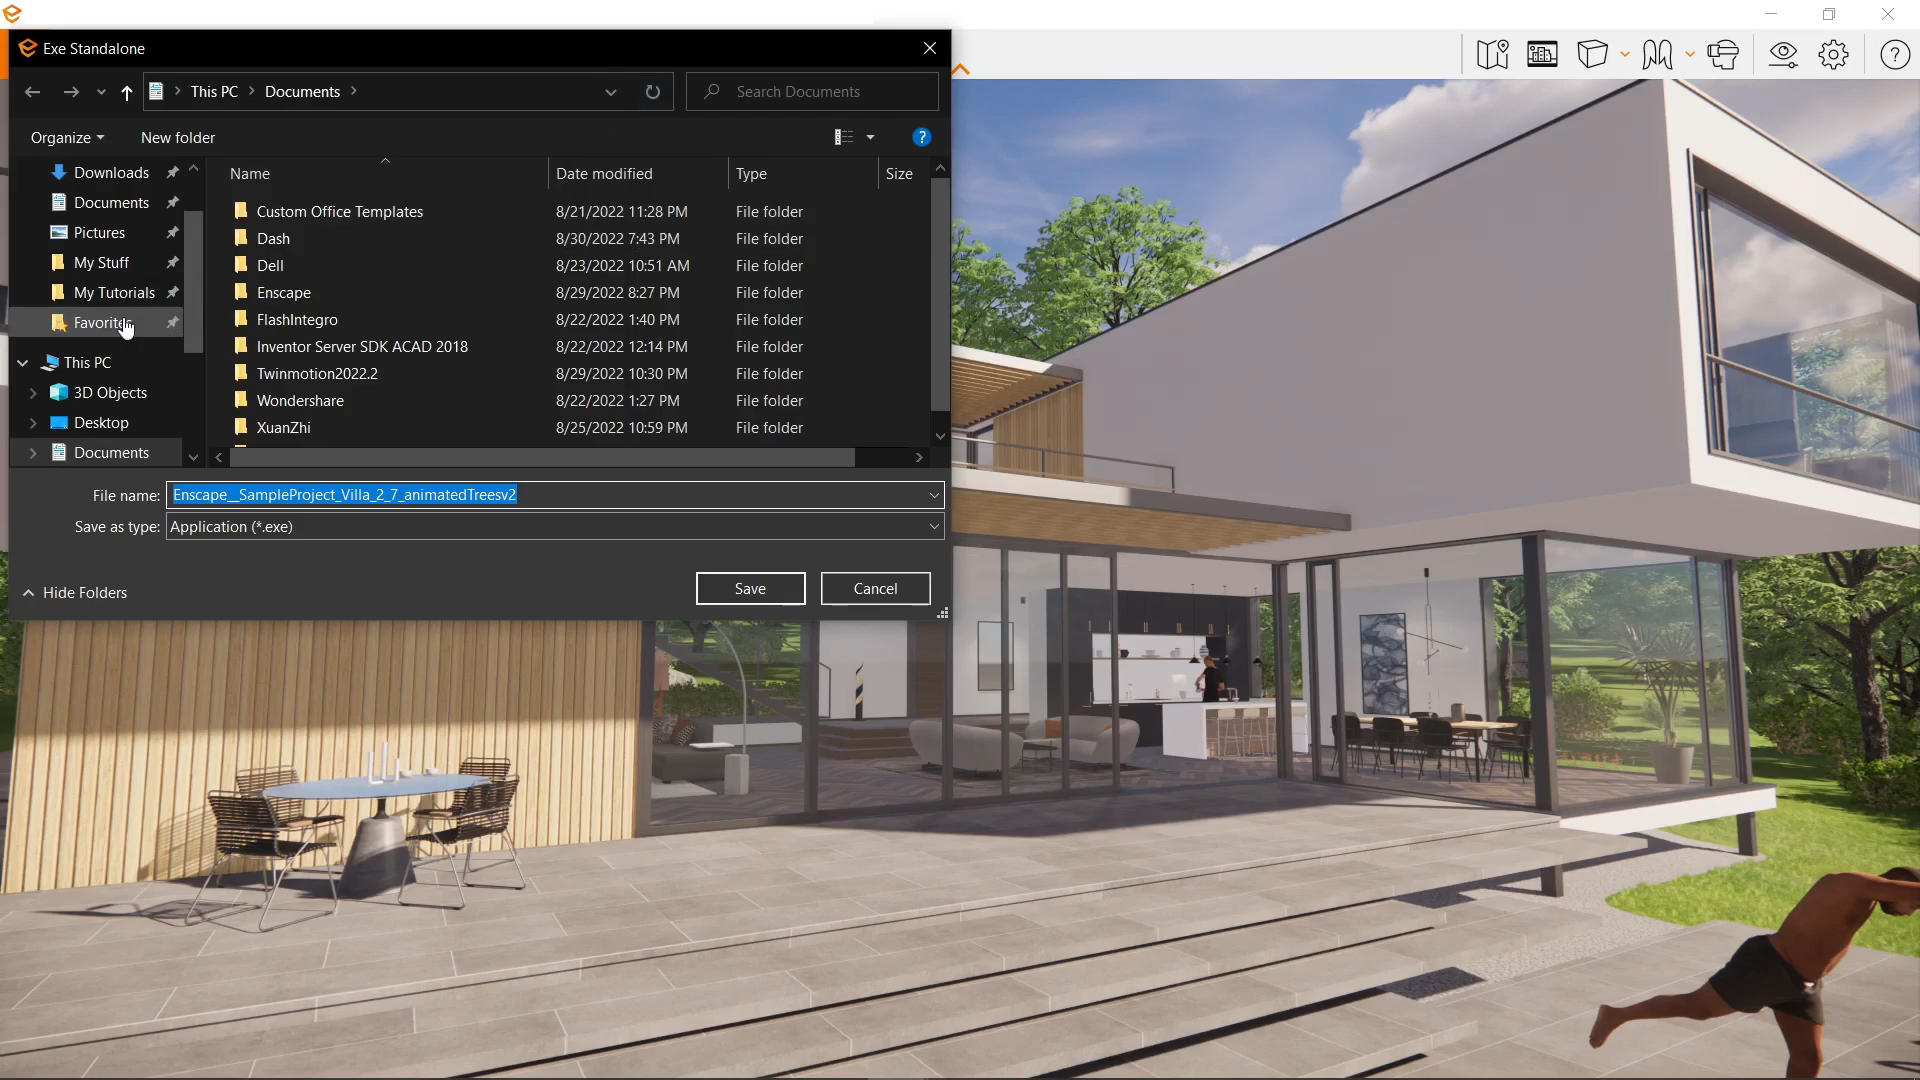 Exe Standalone
This PC > Documents >
Search Documents
Organize
New folder
Name
Date modified
Type
Size
Downloads
Documents
Pictures
My Stuff
My Tutorials
Favorites
This PC
3D Objects
Desktop
Documents
Custom Office Templates 8/21/2022 11:28 PM File folder
Dash 8/30/2022 7:43 PM File folder
Dell 8/23/2022 10:51 AM File folder
Enscape 8/29/2022 8:27 PM File folder
FlashIntegro 8/22/2022 1:40 PM File folder
Inventor Server SDK ACAD 2018 8/22/2022 12:14 PM File folder
Twinmotion2022.2 8/29/2022 10:30 PM File folder
Wondershare 8/22/2022 1:27 PM File folder
XuanZhi 8/25/2022 10:59 PM File folder
File name: Enscape__SampleProject_Villa_2_7_animatedTreesv2
Save as type: Application (*.exe)
Hide Folders
Save
Cancel